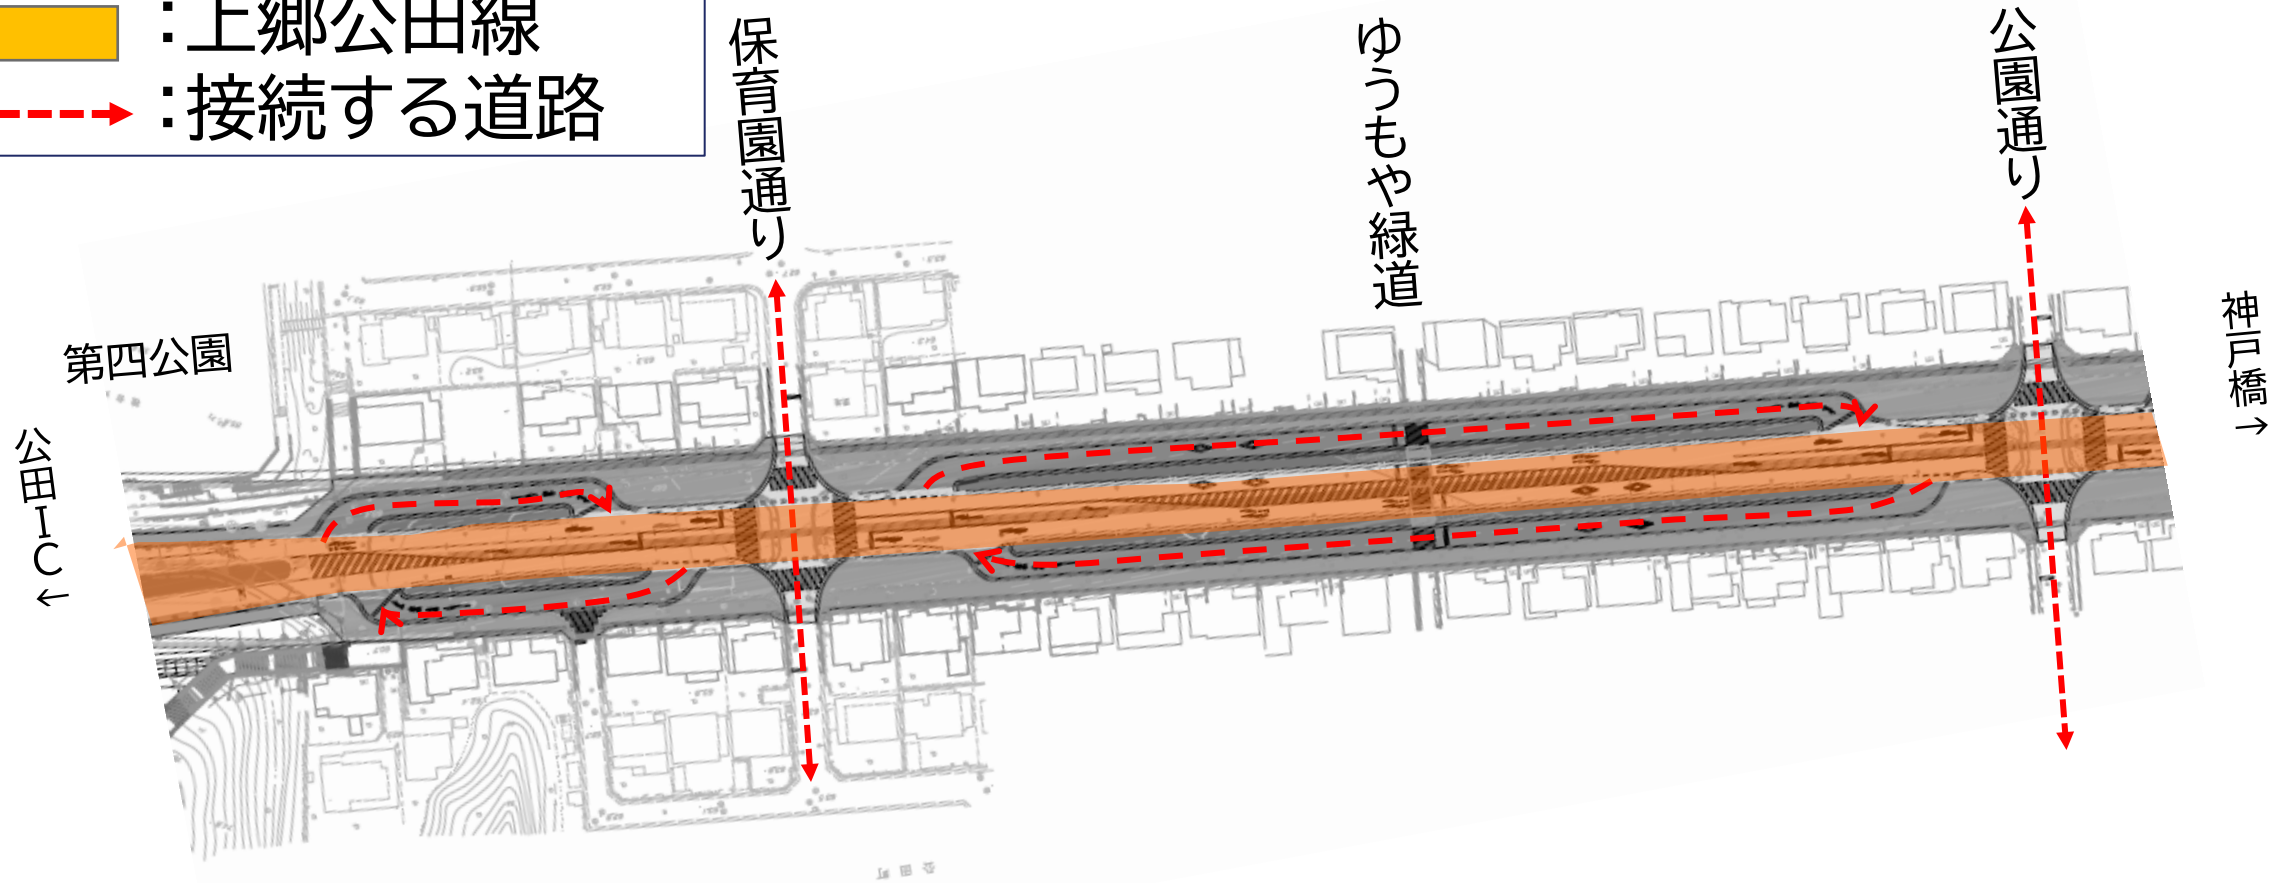 ：上郷公田線
：接続する道路
保育園通り
ゆうもや緑道
公園通り
神戸橋→
第四公園
公田IC←